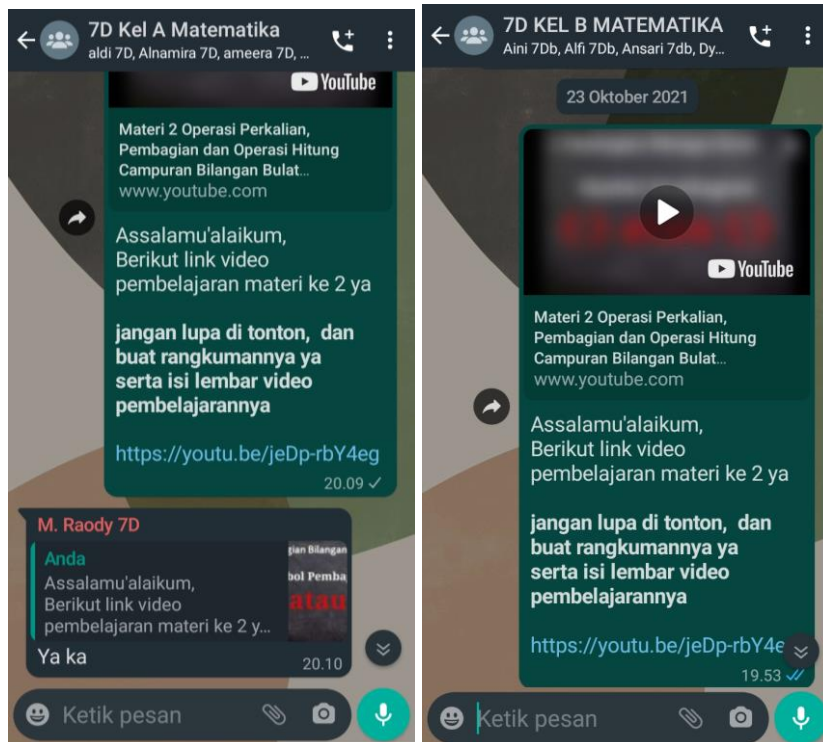 7D Kel A Matematika
aldi 7D, Alnamira 7D, ameera 7D, ...
YouTube
Materi 2 Operasi Perkalian,
Pembagian dan Operasi Hitung
Campuran Bilangan Bulat...
www.youtube.com
Assalamu'alaikum,
Berikut link video
pembelajaran materi ke 2 ya
jangan lupa di tonton, dan
buat rangkumannya ya
serta isi lembar video
pembelajarannya
https://youtu.be/jeDp-rbY4eg
20.09
M. Raody 7D
Anda
Assalamu'alaikum,
Berikut link video
pembelajaran materi ke 2 y...
gian Bilangan
bol Pemba
atau
Ya ka
20.10
Ketik pesan
7D KEL B MATEMATIKA
Aini 7Db, Alfi 7Db, Ansari 7db, Dy...
23 Oktober 2021
YouTube
Materi 2 Operasi Perkalian,
Pembagian dan Operasi Hitung
Campuran Bilangan Bulat...
www.youtube.com
Assalamu'alaikum,
Berikut link video
pembelajaran materi ke 2 ya
jangan lupa di tonton, dan
buat rangkumannya ya
serta isi lembar video
pembelajarannya
https://youtu.be/jeDp-rbY4e
19.53
Ketik pesan